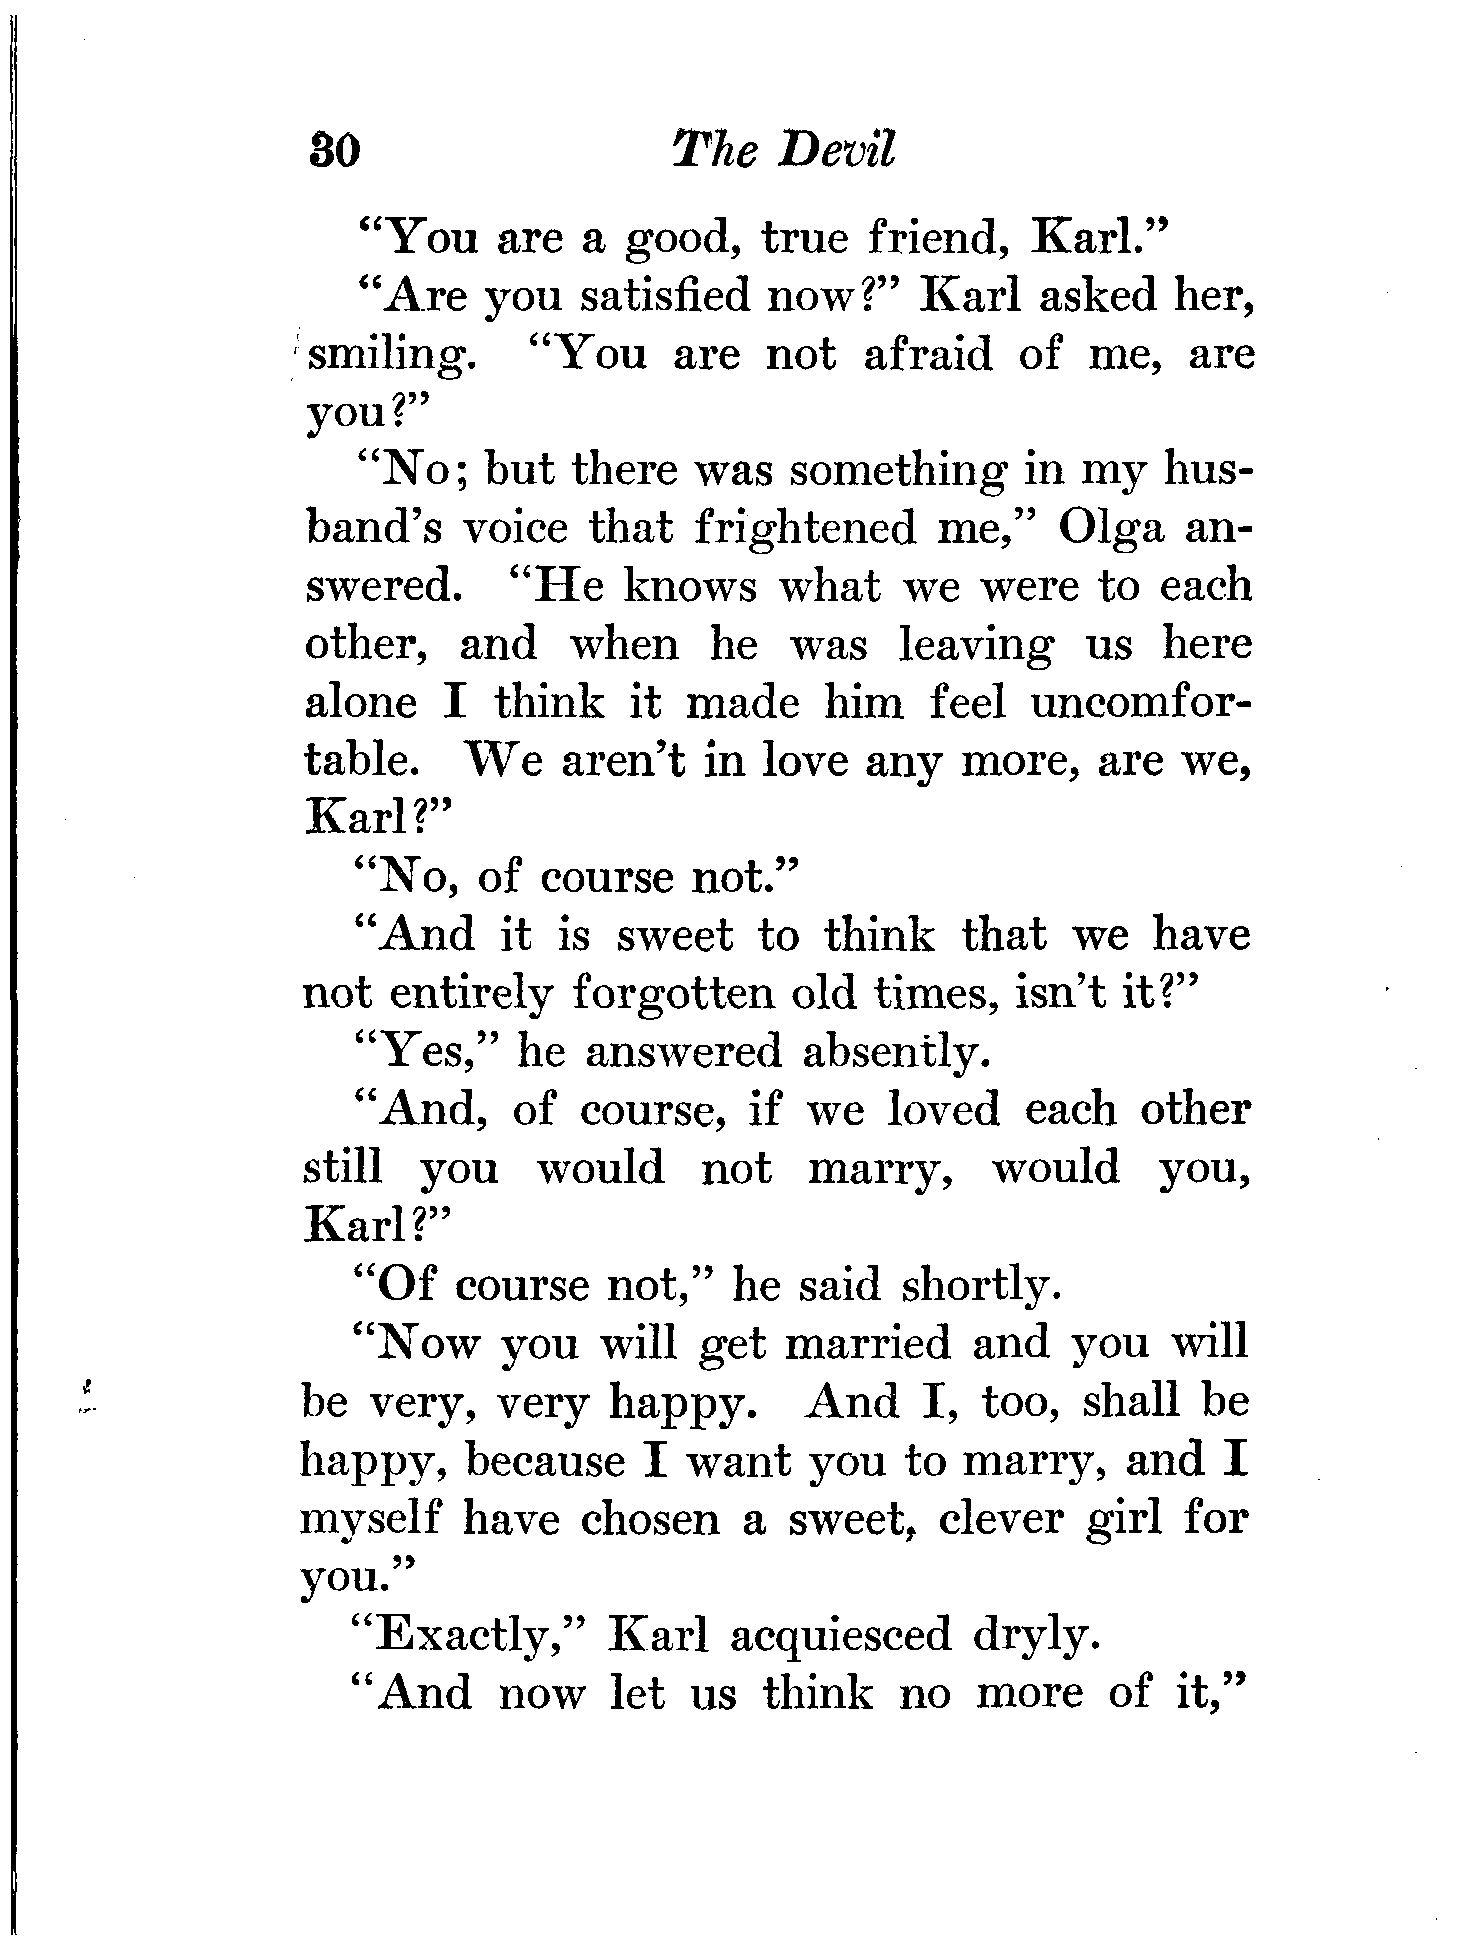 30 The Devil
“You are a good, true friend, Karl.”
“Are you satisfied now?” Karl asked her,
smiling. “You are not afraid of me, are
you?”
“No; but there was something in my hus-
band’s voice that frightened me,” Olga an-
swered. “He knows what we were to each
other, and when he was leaving us here
alone I think it made him feel uncomfor-
table. We aren’t in love any more, are we,
Karl?”
“No, of course not.”
“And it is sweet to think that we have
not entirely forgotten old times, isn’t it?”
“Yes,” he answered absently.
“And, of course, if we loved each other
still you would not marry, would you,
Karl?”
“Of course not,” he said shortly.
“Now you will get married and you will
be very, very happy. And I, too, shall be
happy, because I want you to marry, and I
myself have chosen a sweet, clever girl for
you.”
“Exactly,” Karl acquiesced dryly.
“And now let us think no more of it,”